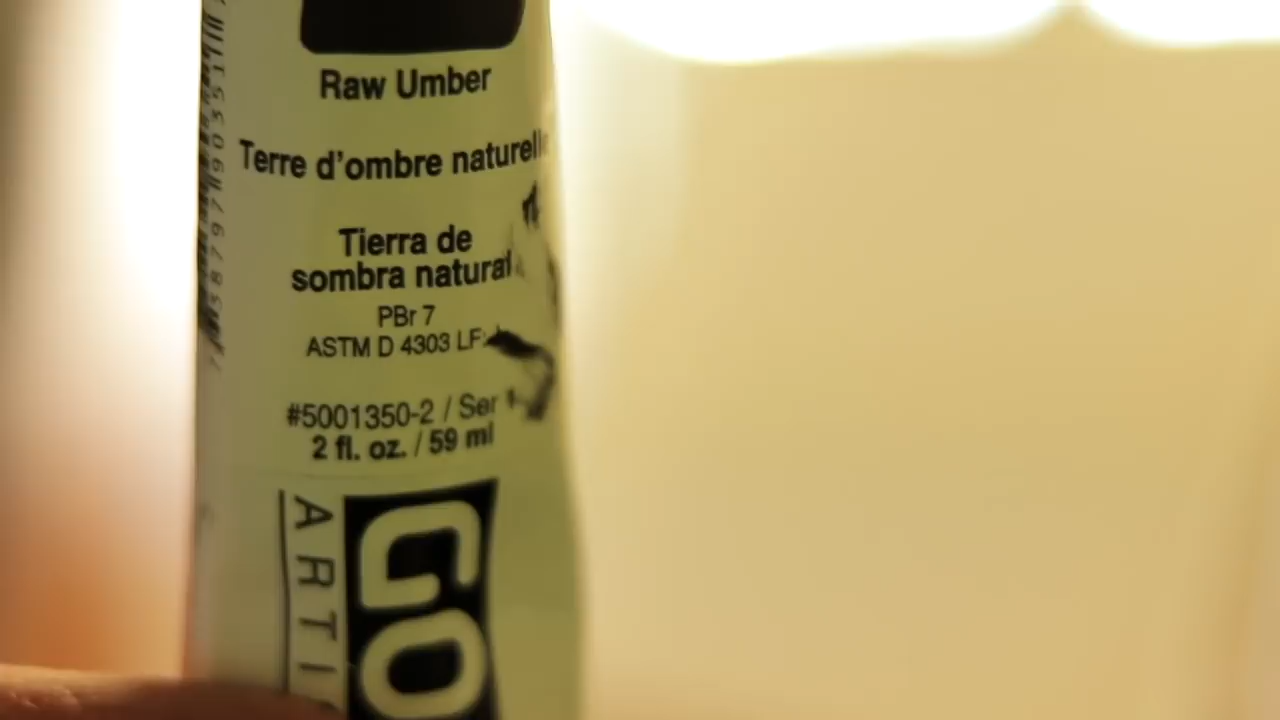 Raw Umber
Terre d'ombre naturelle
Tierra de
sombra natural
PBr 7
ASTM D 4303 LF:
#5001350-2 / Ser
2 fl. oz. / 59 ml
GO
ARTI